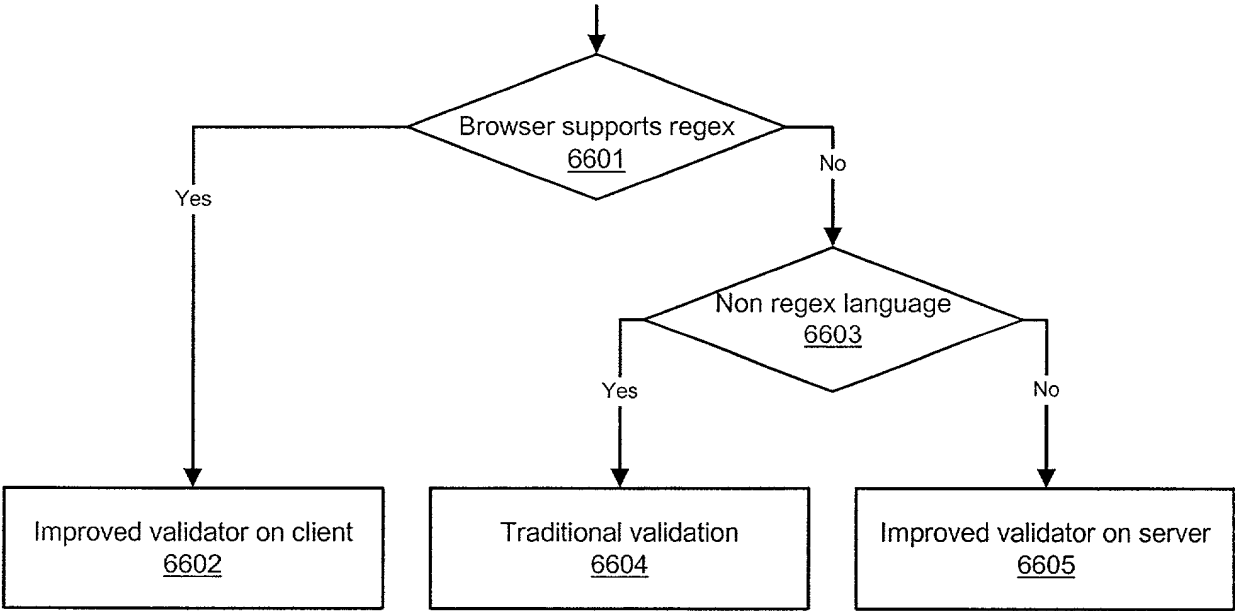 Browser supports regex
6601
Yes
No
Non regex language
6603
Yes
No
Improved validator on client
6602
Traditional validation
6604
Improved validator on server
6605